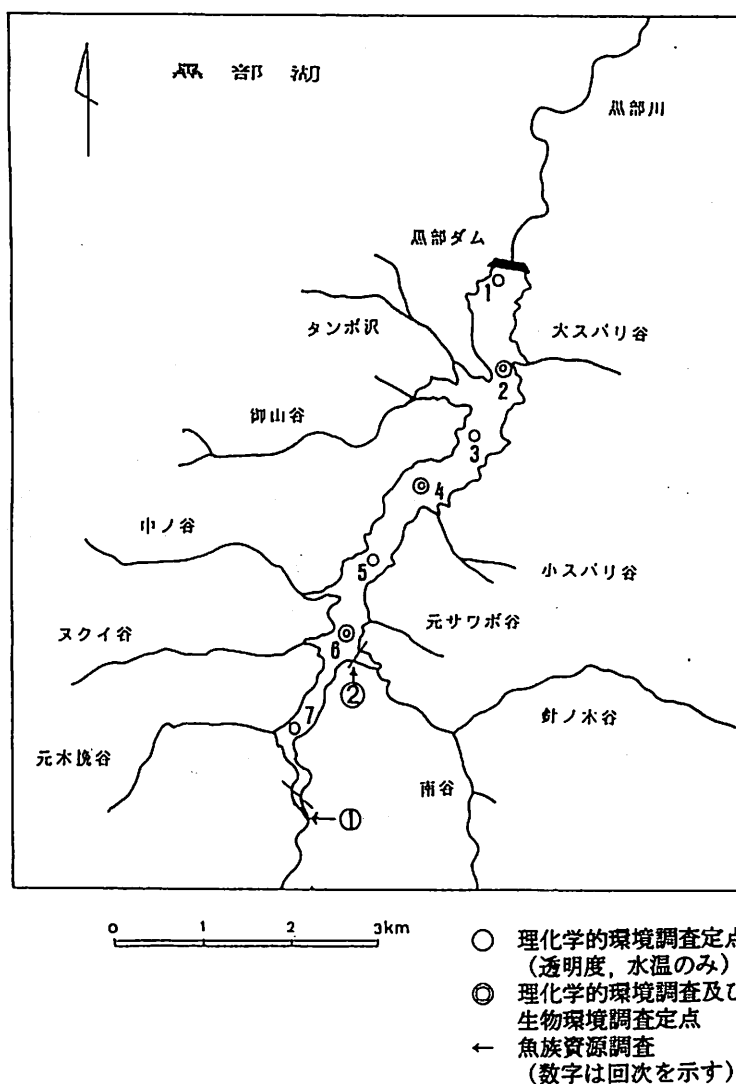 黒部湖
黒部川
黒部ダム
1
タンボ沢
大スバリ谷
2
御山谷
3
4
中ノ谷
5
小スバリ谷
ヌクイ谷
元サワボ谷
6
②
7
針ノ木谷
元木挽谷
南谷
①
0 1 2 3km
○ 理化学的環境調査定点
(透明度, 水温のみ)
◎ 理化学的環境調査及び
生物環境調査定点
← 魚族資源調査
(数字は回次を示す)